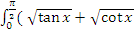 ∫₀^(π/2) ( √tan x + √cot x